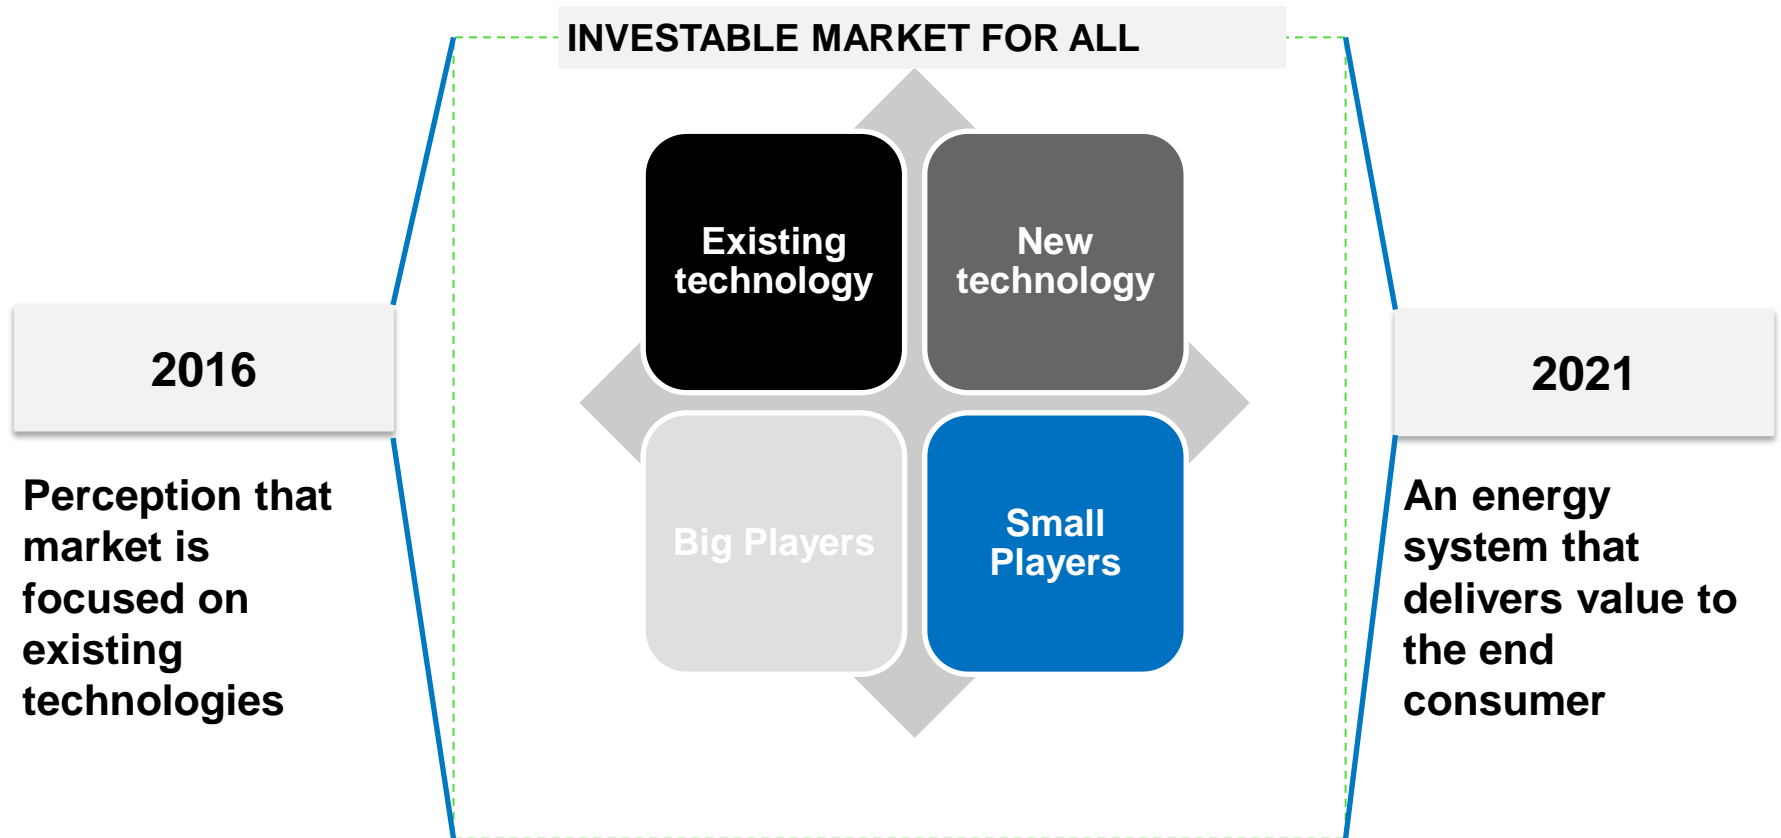 INVESTABLE MARKET FOR ALL
Existing
technology
New
technology
2016
2021
Perception that
market is
focused on
existing
technologies
Big Players
Small
Players
An energy
system that
delivers value to
the end
consumer